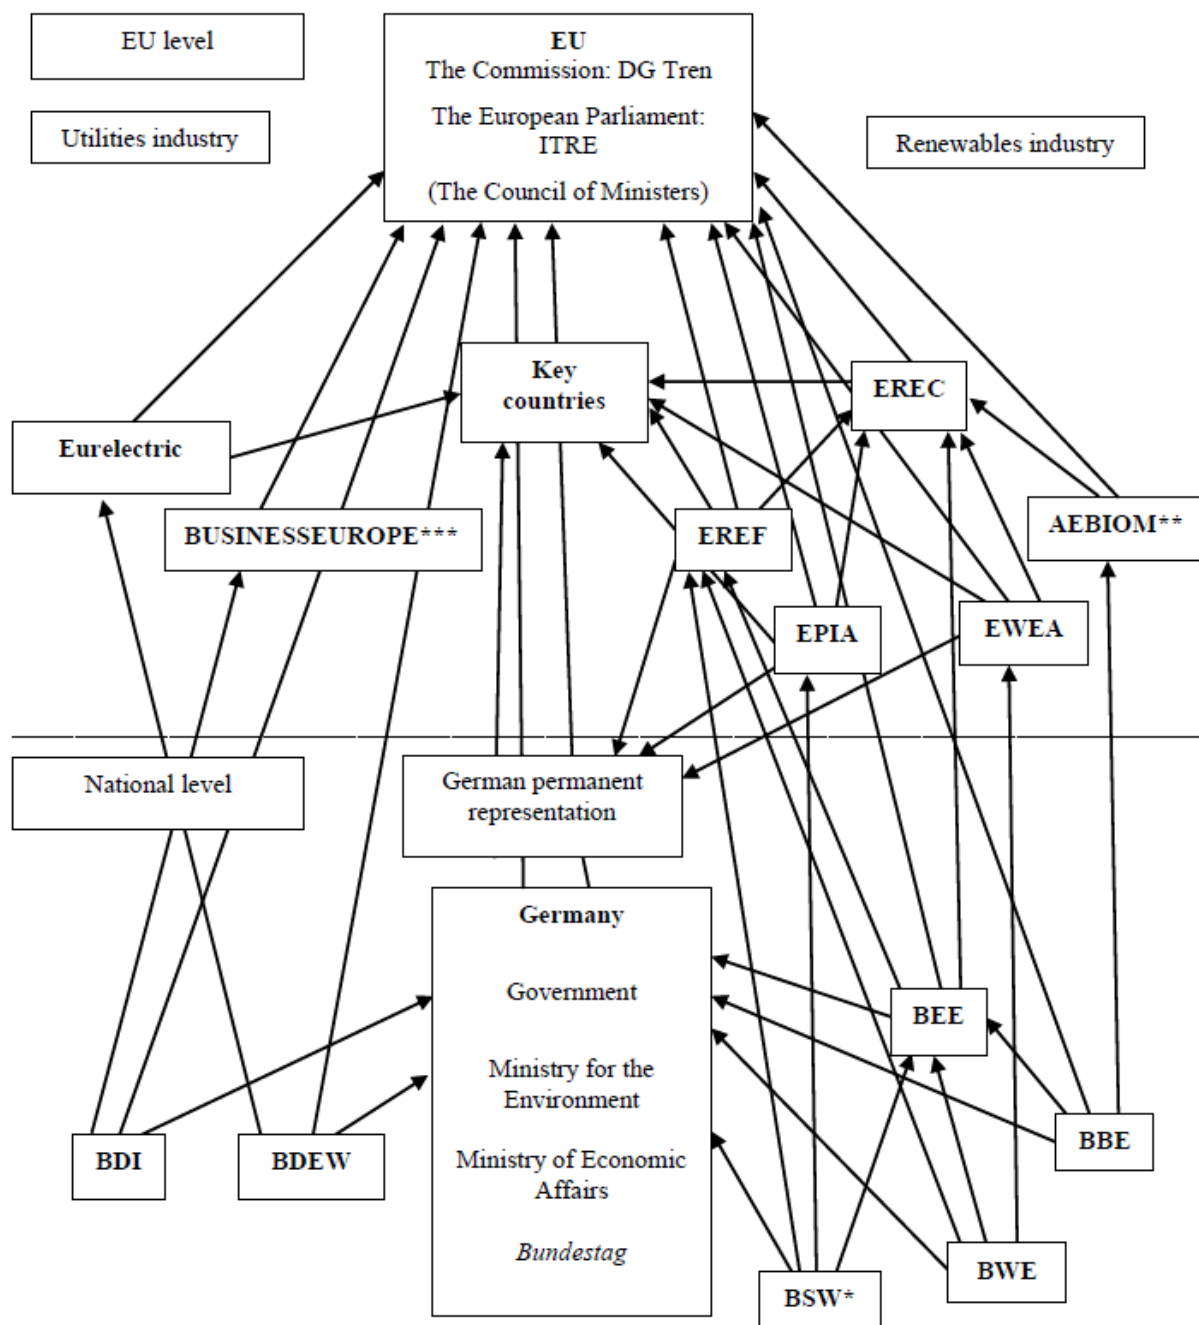 EU level
EU
The Commission: DG Tren
The European Parliament:
ITRE
(The Council of Ministers)
Utilities industry
Renewables industry
Key
countries
EREC
Eurelectric
BUSINESSEUROPE***
EREF
AEBIOM**
EPIA
EWEA
National level
German permanent
representation
Germany
Government
Ministry for the
Environment
Ministry of Economic
Affairs
Bundestag
BEE
BDI
BDEW
BBE
BWE
BSW*